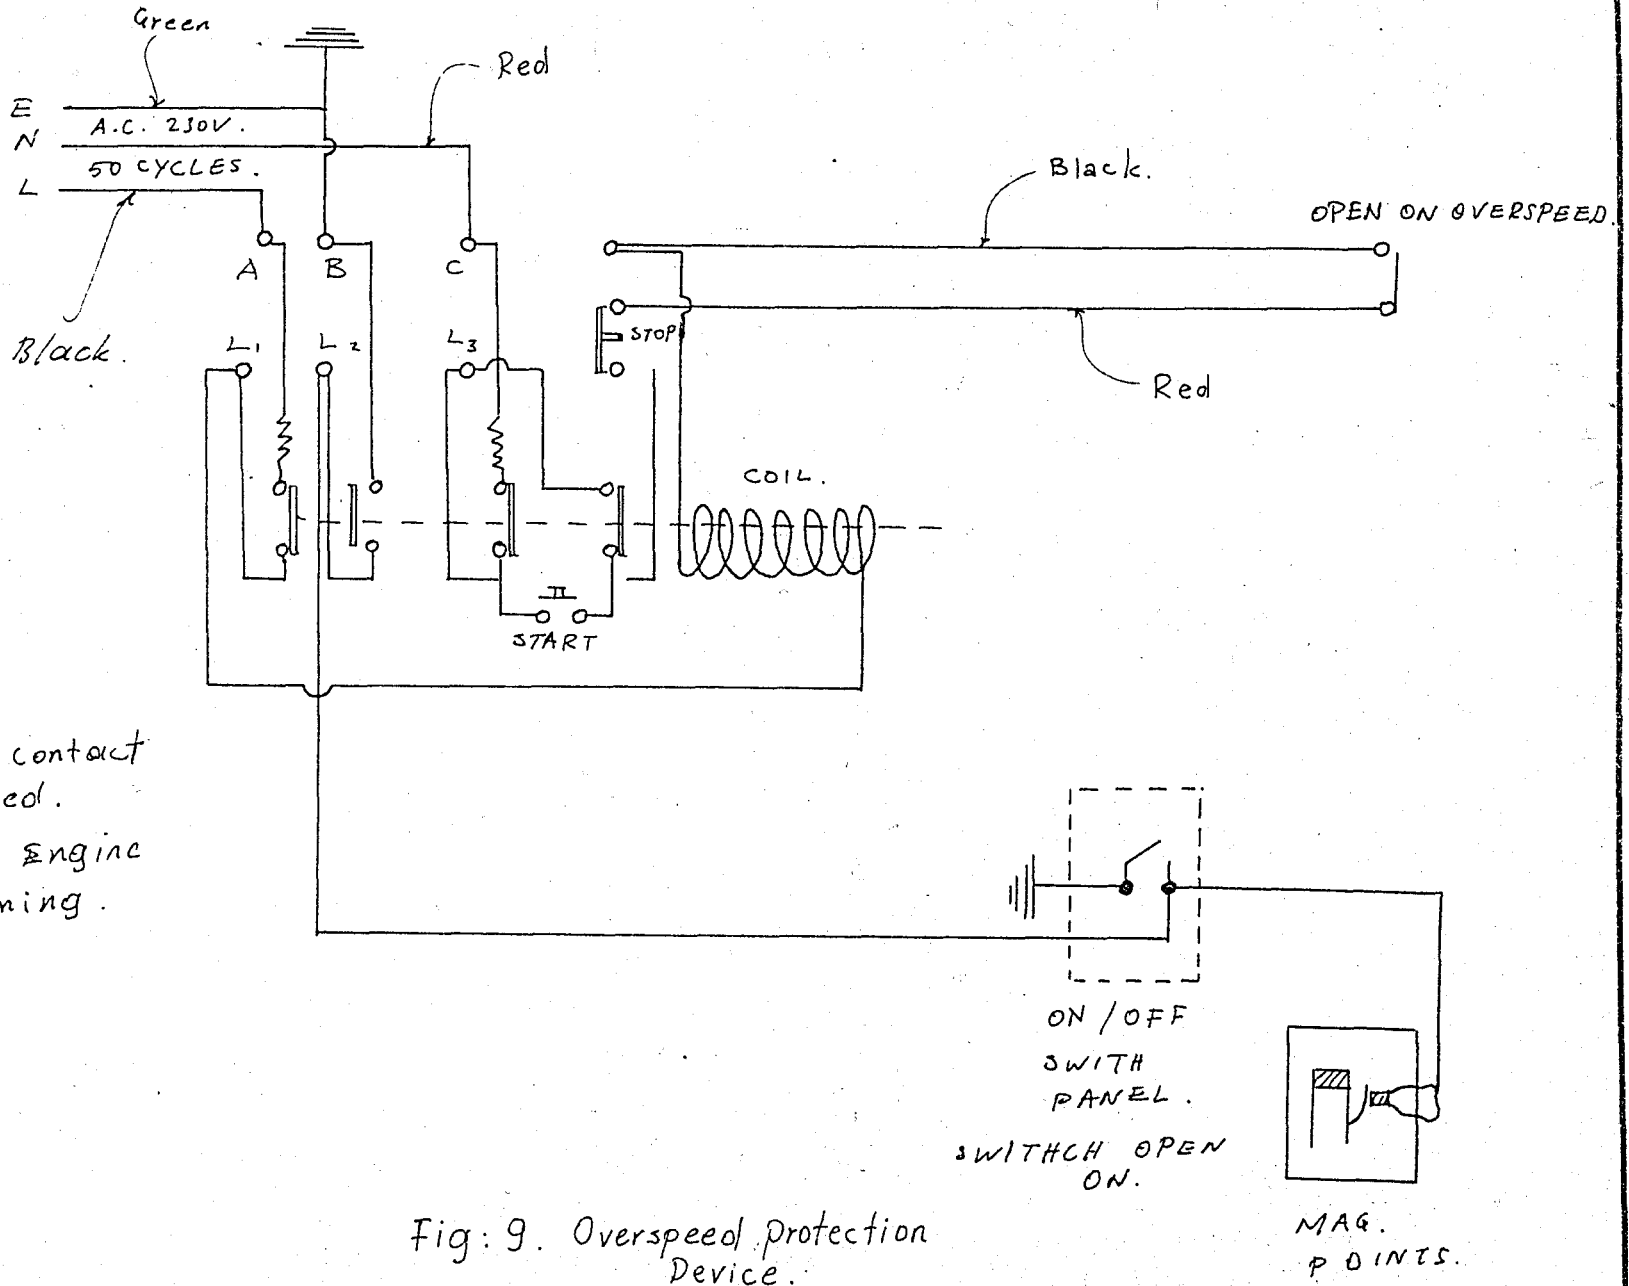 Green
Red
E
A.C. 230V.
N
50 CYCLES.
L
Black.
OPEN ON OVERSPEED.
A
B
C
STOP
Black.
L1
L2
L3
Red
COIL.
START
contact
ed.
Engine
ning.
ON / OFF
SWITH
PANEL.
SWITHCH OPEN
ON.
MAG.
POINTS.
Fig: 9. Overspeed protection
Device.